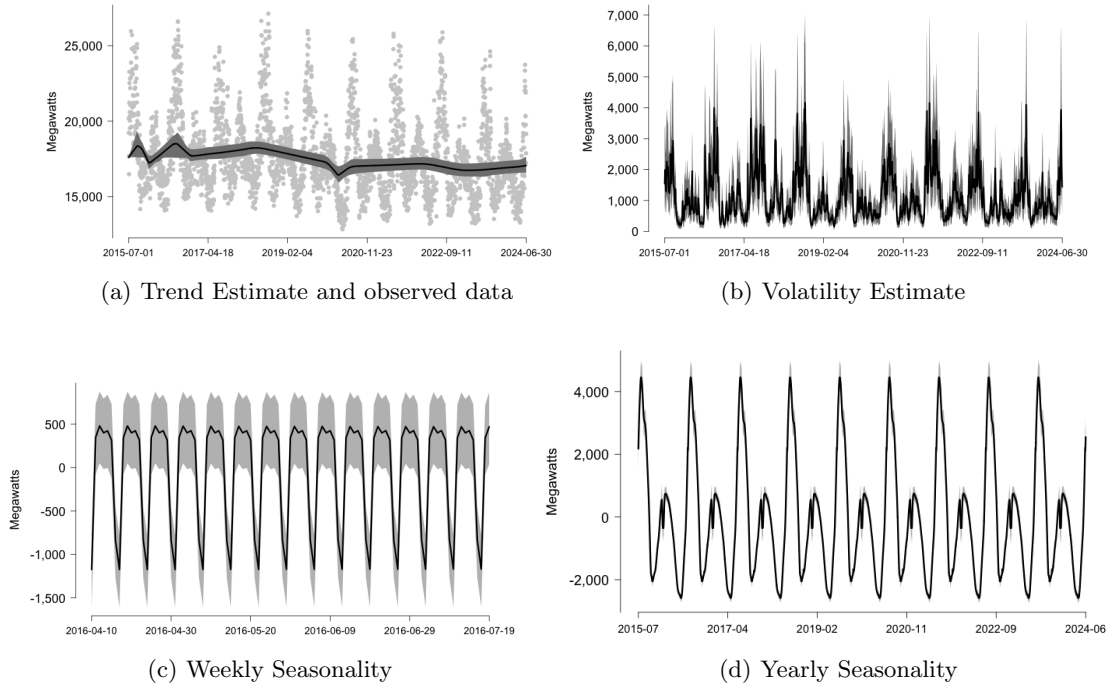 Megawatts
25,000
20,000
15,000
2015-07-01 2017-04-18 2019-02-04 2020-11-23 2022-09-11 2024-06-30
(a) Trend Estimate and observed data
Megawatts
7,000
6,000
5,000
4,000
3,000
2,000
1,000
0
2015-07-01 2017-04-18 2019-02-04 2020-11-23 2022-09-11 2024-06-30
(b) Volatility Estimate
Megawatts
500
0
-500
-1,000
-1,500
2016-04-10 2016-04-30 2016-05-20 2016-06-09 2016-06-29 2016-07-19
(c) Weekly Seasonality
Megawatts
4,000
2,000
0
-2,000
2015-07 2017-04 2019-02 2020-11 2022-09 2024-06
(d) Yearly Seasonality